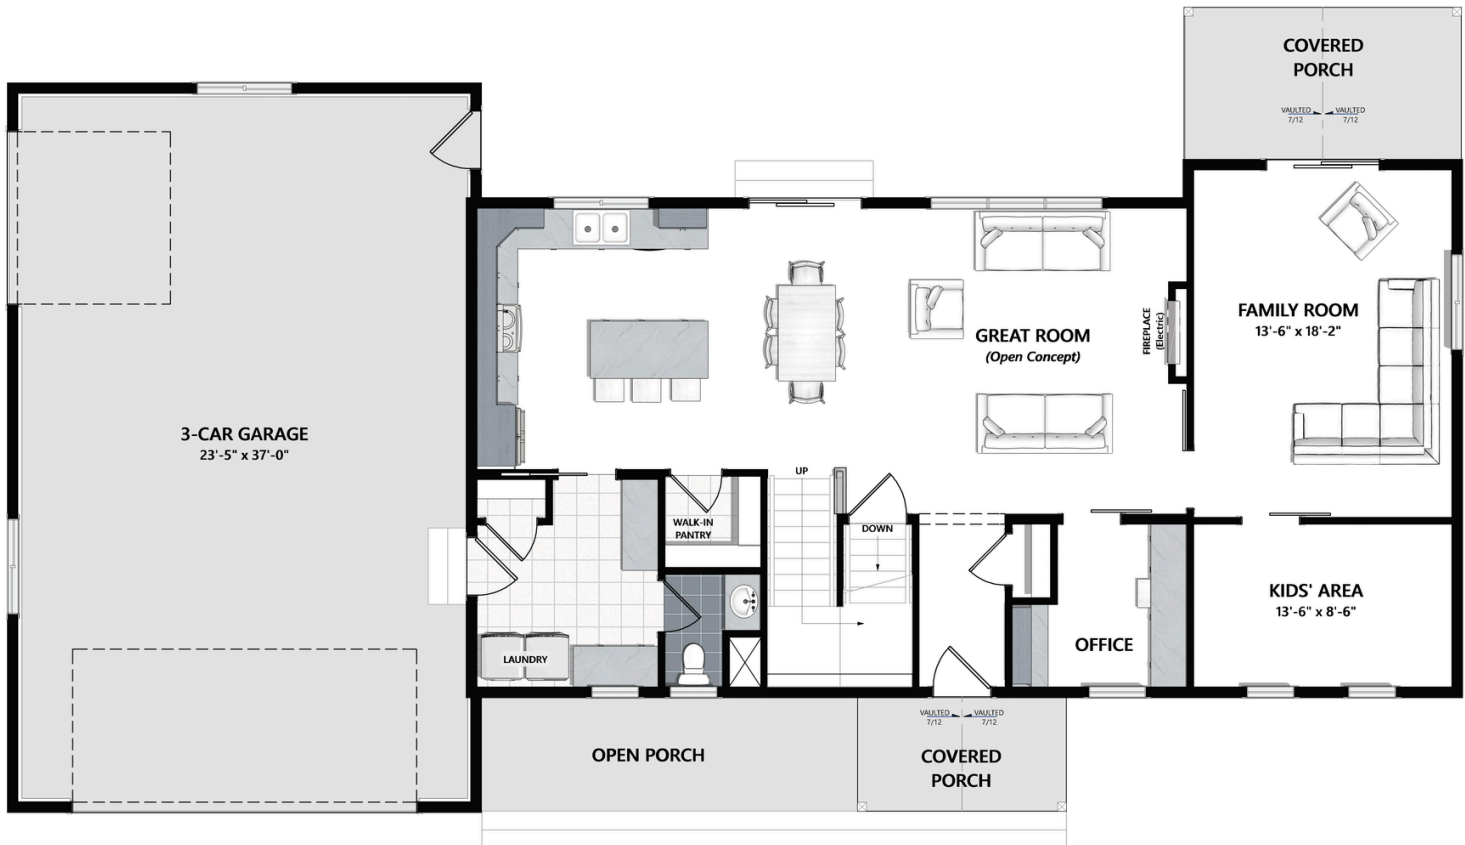 COVERED
PORCH
VAULTED
7/12
VAULTED
7/12
FAMILY ROOM
13'-6" x 18'-2"
FIREPLACE
(Electric)
GREAT ROOM
(Open Concept)
3-CAR GARAGE
23'-5" x 37'-0"
UP
WALK-IN
PANTRY
DOWN
KIDS' AREA
13'-6" x 8'-6"
OFFICE
LAUNDRY
VAULTED
7/12
VAULTED
7/12
OPEN PORCH
COVERED
PORCH